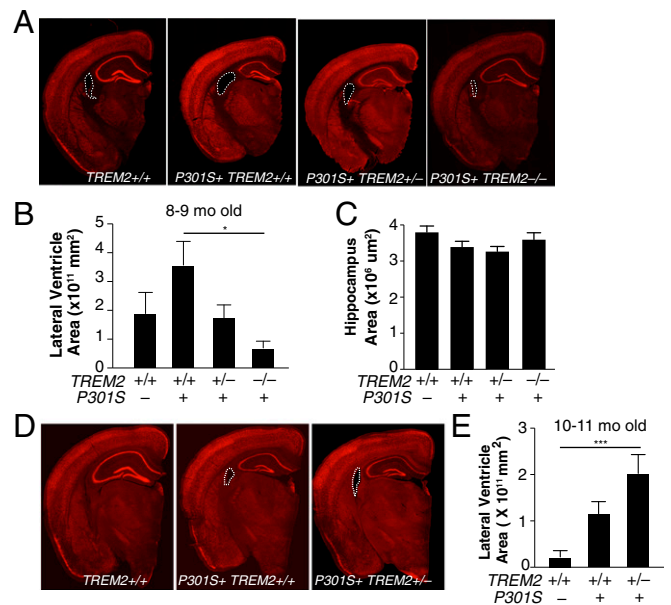 A
TREM2+/+
P301S+ TREM2+/+
P301S+ TREM2+/-
P301S+ TREM2-/-
B
8-9 mo old
*
Lateral Ventricle
Area (x10¹¹ mm²)
5
4
3
2
1
0
TREM2 +/+ +/+ +/- -/-
P301S - + + +
C
Hippocampus
Area (x10⁶ um²)
4
3
2
1
0
TREM2 +/+ +/+ +/- -/-
P301S - + + +
D
TREM2+/+
P301S+ TREM2+/+
P301S+ TREM2+/-
E
10-11 mo old
***
Lateral Ventricle
Area ( X 10¹¹ mm²)
3
2
1
0
TREM2 +/+ +/+ +/-
P301S - + +